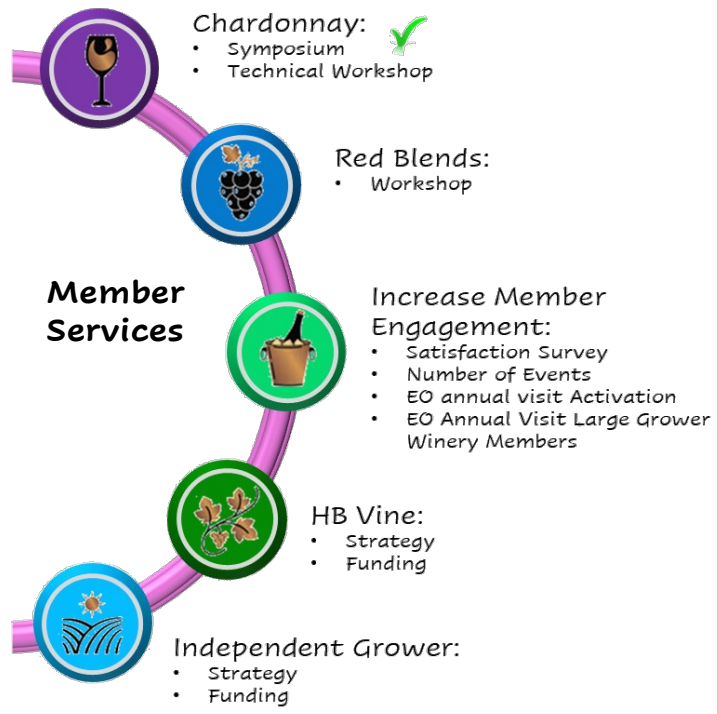 Chardonnay:
• Symposium
• Technical Workshop
Red Blends:
• Workshop
Member
Services
Increase Member
Engagement:
• Satisfaction Survey
• Number of Events
• EO annual visit Activation
• EO Annual Visit Large Grower
Winery Members
HB Vine:
• Strategy
• Funding
Independent Grower:
• Strategy
• Funding